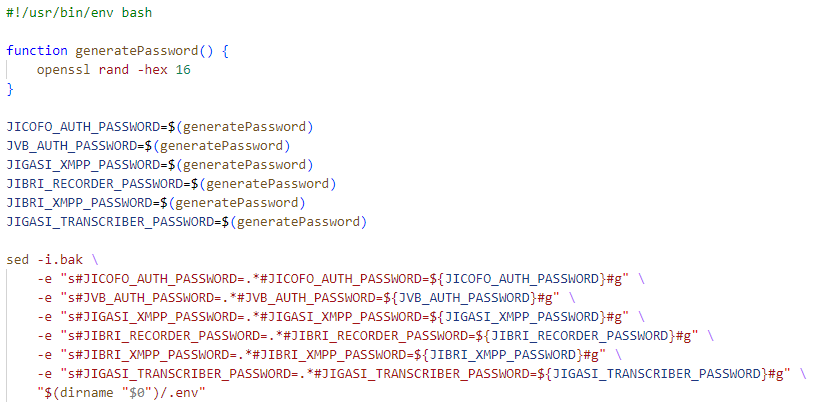 #!/usr/bin/env bash

function generatePassword() {
    openssl rand -hex 16
}

JICOFO_AUTH_PASSWORD=$(generatePassword)
JVB_AUTH_PASSWORD=$(generatePassword)
JIGASI_XMPP_PASSWORD=$(generatePassword)
JIBRI_RECORDER_PASSWORD=$(generatePassword)
JIBRI_XMPP_PASSWORD=$(generatePassword)
JIGASI_TRANSCRIBER_PASSWORD=$(generatePassword)

sed -i.bak \
    -e "s#JICOFO_AUTH_PASSWORD=.*#JICOFO_AUTH_PASSWORD=${JICOFO_AUTH_PASSWORD}#g" \
    -e "s#JVB_AUTH_PASSWORD=.*#JVB_AUTH_PASSWORD=${JVB_AUTH_PASSWORD}#g" \
    -e "s#JIGASI_XMPP_PASSWORD=.*#JIGASI_XMPP_PASSWORD=${JIGASI_XMPP_PASSWORD}#g" \
    -e "s#JIBRI_RECORDER_PASSWORD=.*#JIBRI_RECORDER_PASSWORD=${JIBRI_RECORDER_PASSWORD}#g" \
    -e "s#JIBRI_XMPP_PASSWORD=.*#JIBRI_XMPP_PASSWORD=${JIBRI_XMPP_PASSWORD}#g" \
    -e "s#JIGASI_TRANSCRIBER_PASSWORD=.*#JIGASI_TRANSCRIBER_PASSWORD=${JIGASI_TRANSCRIBER_PASSWORD}#g" \
    "$(dirname "$0")/.env"